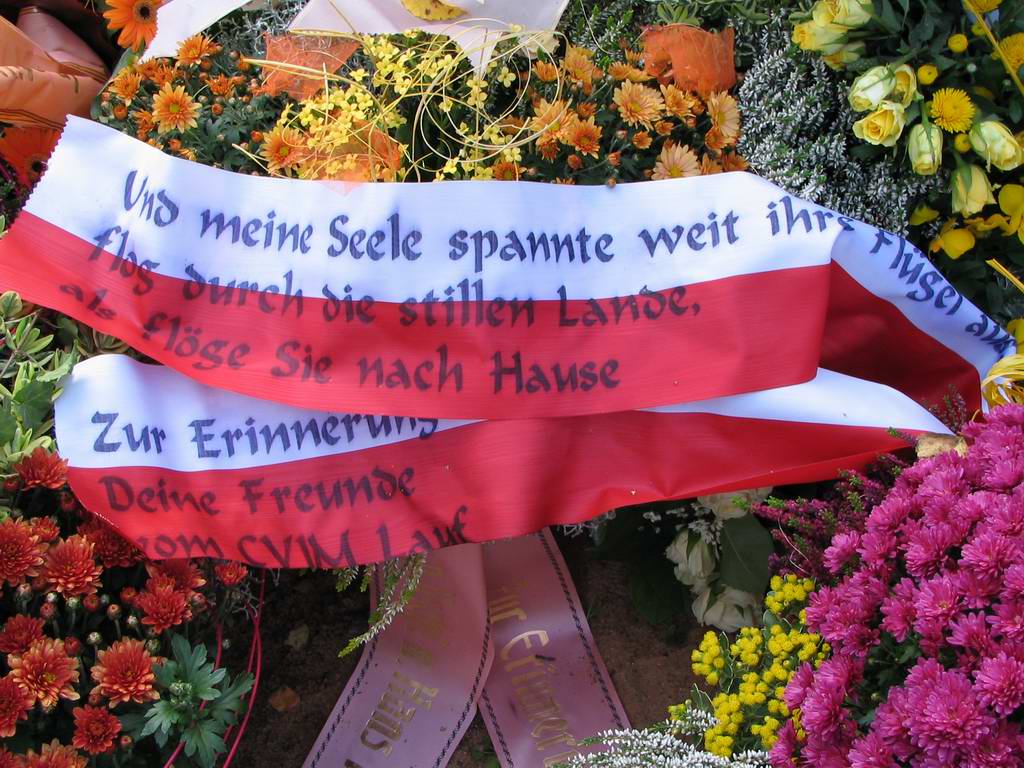 Und meine Seele spannte weit ihre Flügel aus
flog durch die stillen Lande,
als flöge Sie nach Hause
Zur Erinnerung
Deine Freunde
vom CVJM Lauf
Hans